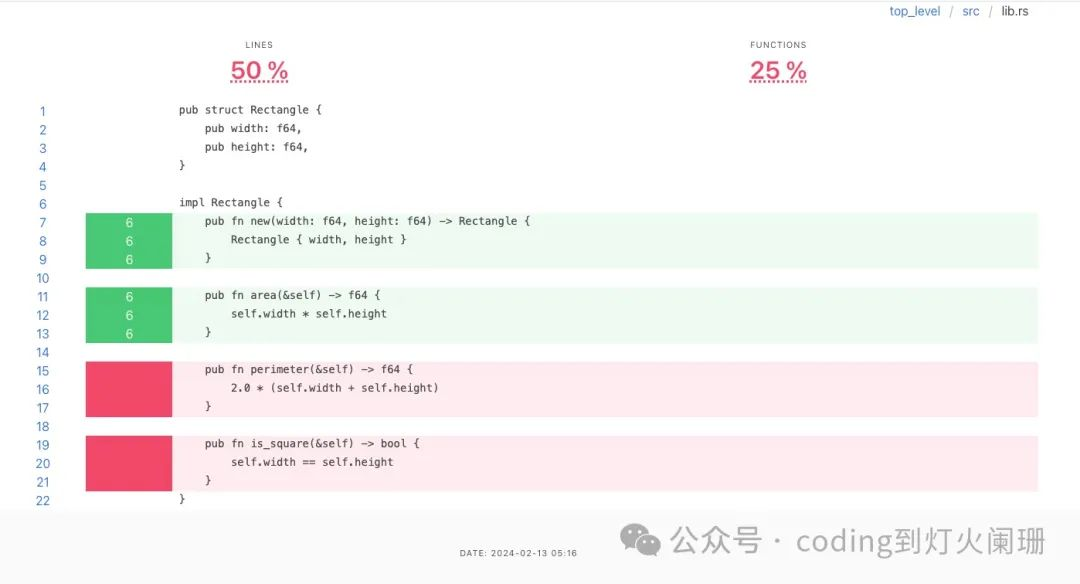 top_level / src / lib.rs
LINES FUNCTIONS
50 % 25 %
1 pub struct Rectangle {
2     pub width: f64,
3     pub height: f64,
4 }
5
6 impl Rectangle {
7 6     pub fn new(width: f64, height: f64) -> Rectangle {
8 6         Rectangle { width, height }
9 6     }
10
11 6     pub fn area(&self) -> f64 {
12 6         self.width * self.height
13 6     }
14
15     pub fn perimeter(&self) -> f64 {
16         2.0 * (self.width + self.height)
17     }
18
19     pub fn is_square(&self) -> bool {
20         self.width == self.height
21     }
22 }
DATE: 2024-02-13 05:16
公众号 · coding到灯火阑珊